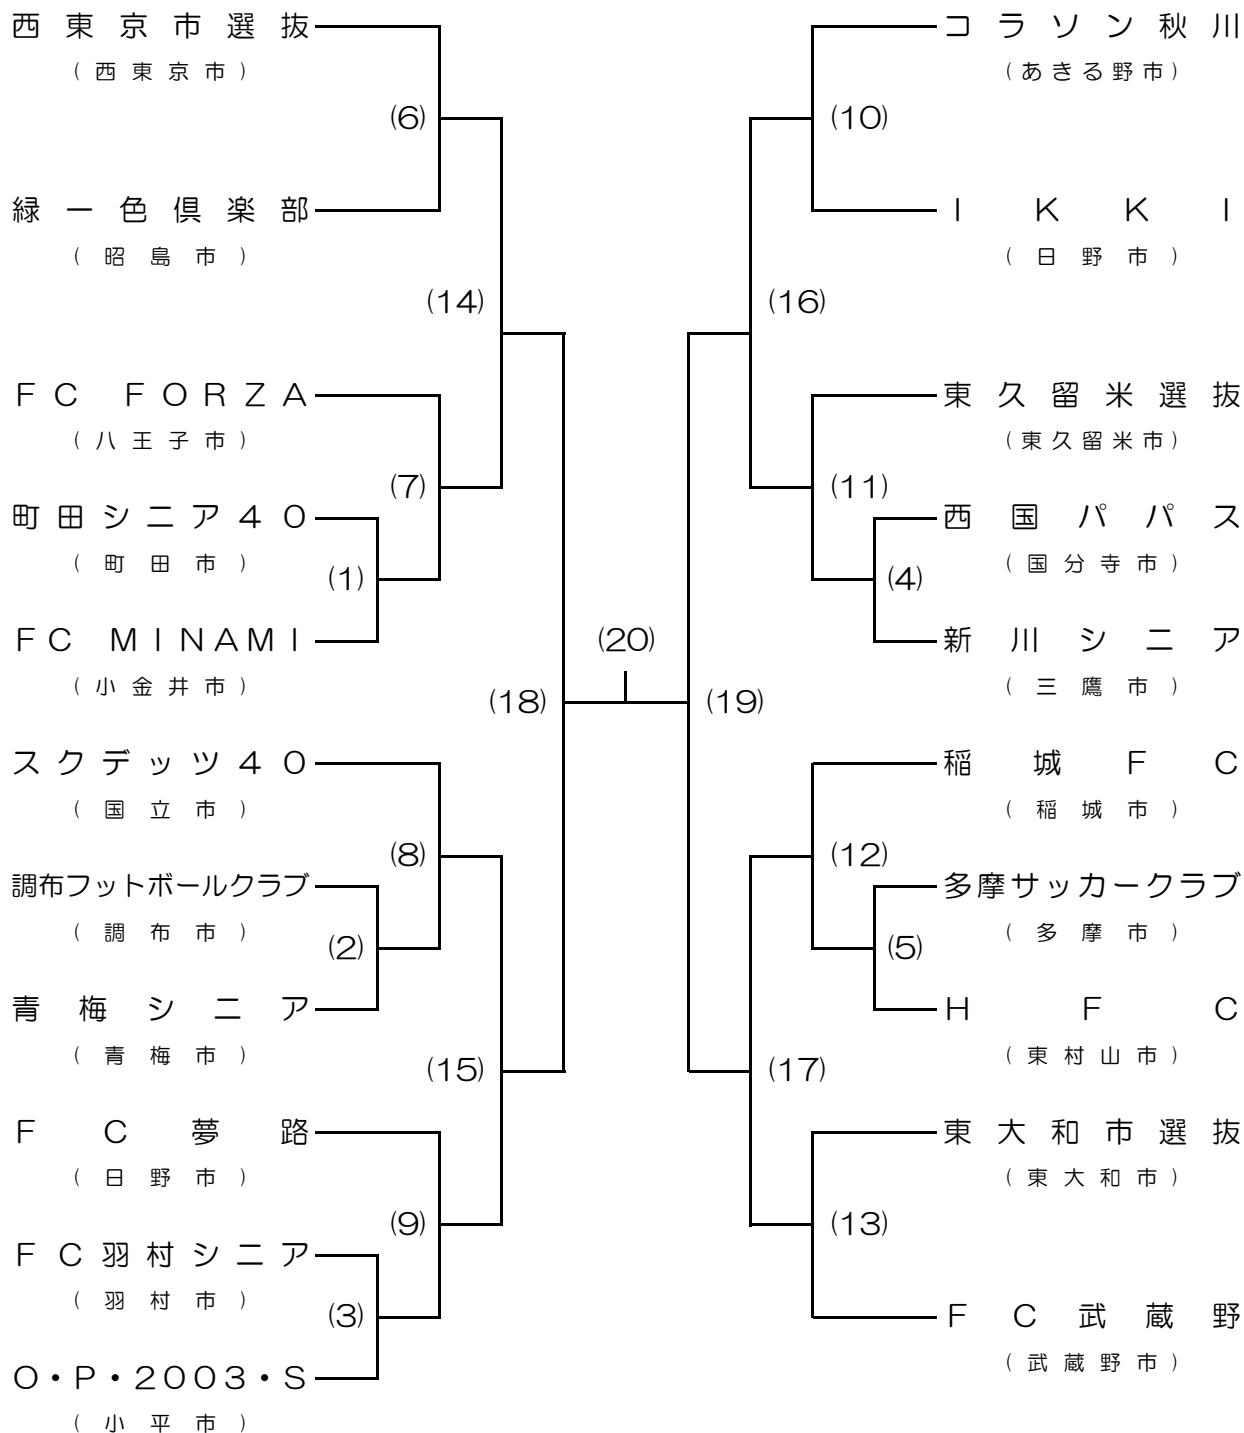 西東京市選抜
(西東京市)
(6)
緑一色倶楽部
(昭島市)
(14)
FC FORZA
(八王子市)
(7)
町田シニア40
(町田市)
(1)
FC MINAMI
(小金井市)
(18)
スクデッツ40
(国立市)
(8)
調布フットボールクラブ
(調布市)
(2)
青梅シニア
(青梅市)
(15)
FC夢路
(日野市)
(9)
FC羽村シニア
(羽村市)
(3)
O・P・2003・S
(小平市)
(20)
コラソン秋川
(あきる野市)
(10)
IKKI
(日野市)
(16)
東久留米選抜
(東久留米市)
(11)
西国パパス
(国分寺市)
(4)
新川シニア
(三鷹市)
(19)
稲城FC
(稲城市)
(12)
多摩サッカークラブ
(多摩市)
(5)
HFC
(東村山市)
(17)
東大和市選抜
(東大和市)
(13)
FC武蔵野
(武蔵野市)